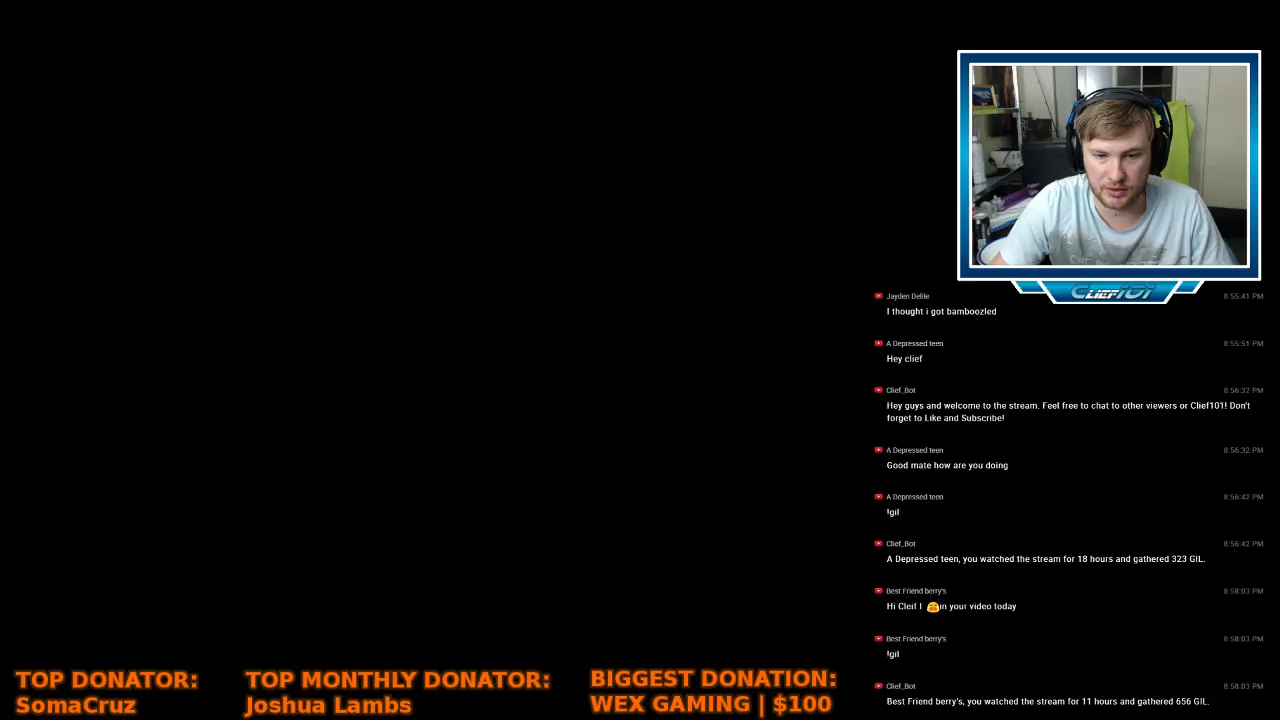 CLIEF101
Jayden Delile 8:55:41 PM
I thought i got bamboozled
A Depressed teen 8:55:51 PM
Hey clief
Clief_Bot 8:56:32 PM
Hey guys and welcome to the stream. Feel free to chat to other viewers or Clief101! Don't
forget to Like and Subscribe!
A Depressed teen 8:56:32 PM
Good mate how are you doing
A Depressed teen 8:56:42 PM
!gil
Clief_Bot 8:56:42 PM
A Depressed teen, you watched the stream for 18 hours and gathered 323 GIL.
Best Friend berry's 8:58:03 PM
Hi Cleif I in your video today
Best Friend berry's 8:58:03 PM
!gil
Clief_Bot 8:58:03 PM
Best Friend berry's, you watched the stream for 11 hours and gathered 656 GIL.
TOP DONATOR:
SomaCruz
TOP MONTHLY DONATOR:
Joshua Lambs
BIGGEST DONATION:
WEX GAMING | $100